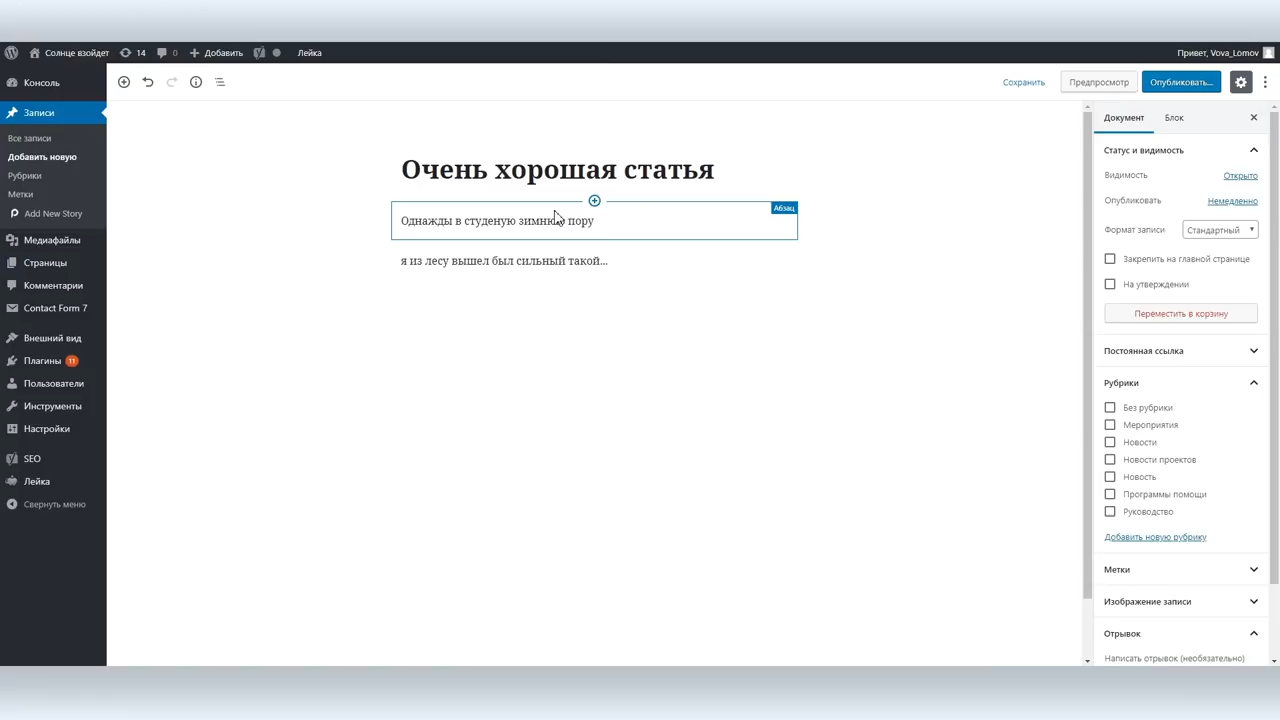 Солнце взойдет 14 0 Добавить Лейка Привет, Vova_Lomov
Консоль
Записи
Все записи
Добавить новую
Рубрики
Метки
Add New Story
Медиафайлы
Страницы
Комментарии
Contact Form 7
Внешний вид
Плагины 11
Пользователи
Инструменты
Настройки
SEO
Лейка
Свернуть меню
Сохранить Предпросмотр Опубликовать...
Очень хорошая статья
Абзац
Однажды в студеную зимнюю пору
я из лесу вышел был сильный такой...
Документ Блок
Статус и видимость
Видимость Открыто
Опубликовать Немедленно
Формат записи Стандартный
Закрепить на главной странице
На утверждении
Переместить в корзину
Постоянная ссылка
Рубрики
Без рубрики
Мероприятия
Новости
Новости проектов
Новость
Программы помощи
Руководство
Добавить новую рубрику
Метки
Изображение записи
Отрывок
Написать отрывок (необязательно)